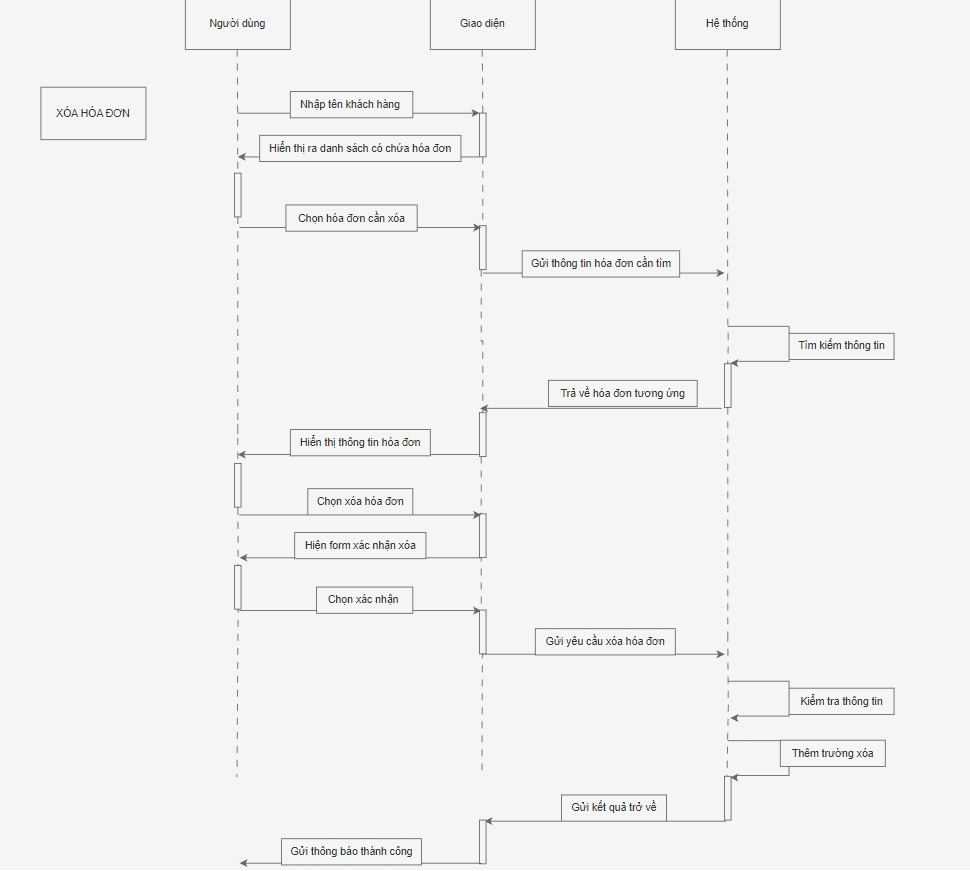 Người dùng
Giao diện
Hệ thống
XÓA HÓA ĐƠN
Nhập tên khách hàng
Hiển thị ra danh sách có chứa hóa đơn
Chọn hóa đơn cần xóa
Gửi thông tin hóa đơn cần tìm
Tìm kiếm thông tin
Trả về hóa đơn tương ứng
Hiển thị thông tin hóa đơn
Chọn xóa hóa đơn
Hiện form xác nhận xóa
Chọn xác nhận
Gửi yêu cầu xóa hóa đơn
Kiểm tra thông tin
Thêm trường xóa
Gửi kết quả trở về
Gửi thông báo thành công